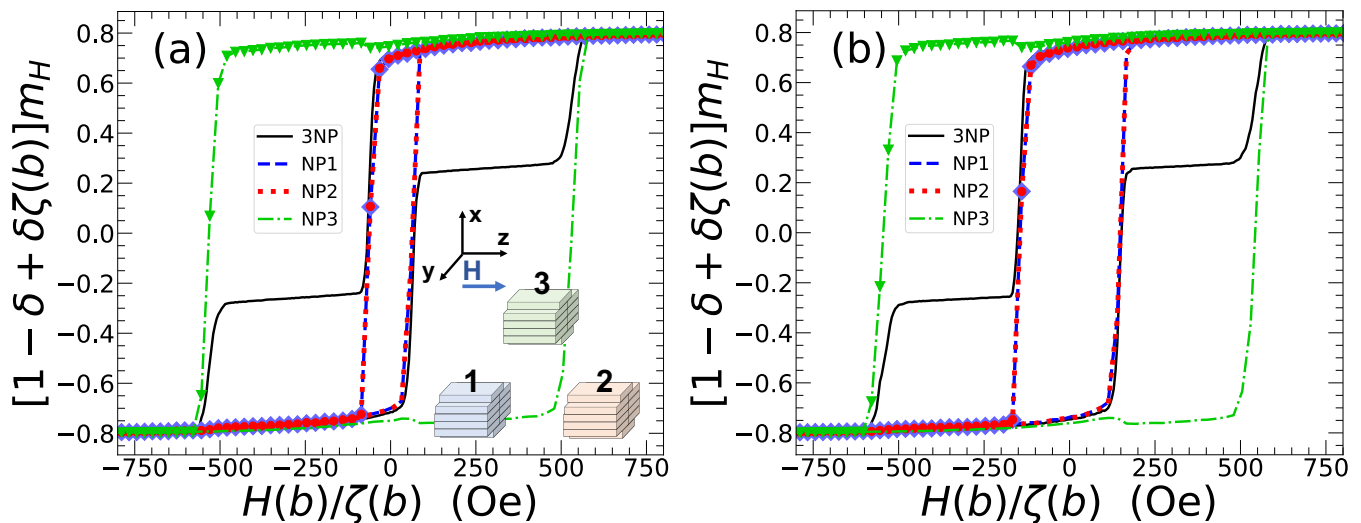 [1 − δ + δζ(b)]m_H
(a)
0.8
0.6
0.4
0.2
0.0
−0.2
−0.4
−0.6
−0.8
3NP
NP1
NP2
NP3
x
z
y
H
3
1
2
−750 −500 −250 0 250 500 750
H(b)/ζ(b) (Oe)
[1 − δ + δζ(b)]m_H
(b)
0.8
0.6
0.4
0.2
0.0
−0.2
−0.4
−0.6
−0.8
3NP
NP1
NP2
NP3
−750 −500 −250 0 250 500 750
H(b)/ζ(b) (Oe)